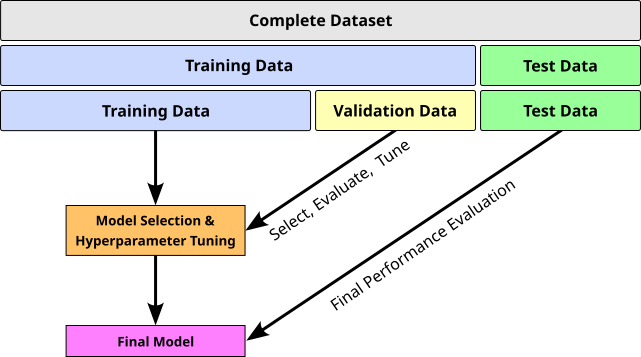 Complete Dataset
Training Data
Test Data
Training Data
Validation Data
Test Data
Select, Evaluate, Tune
Model Selection &
Hyperparameter Tuning
Final Performance Evaluation
Final Model